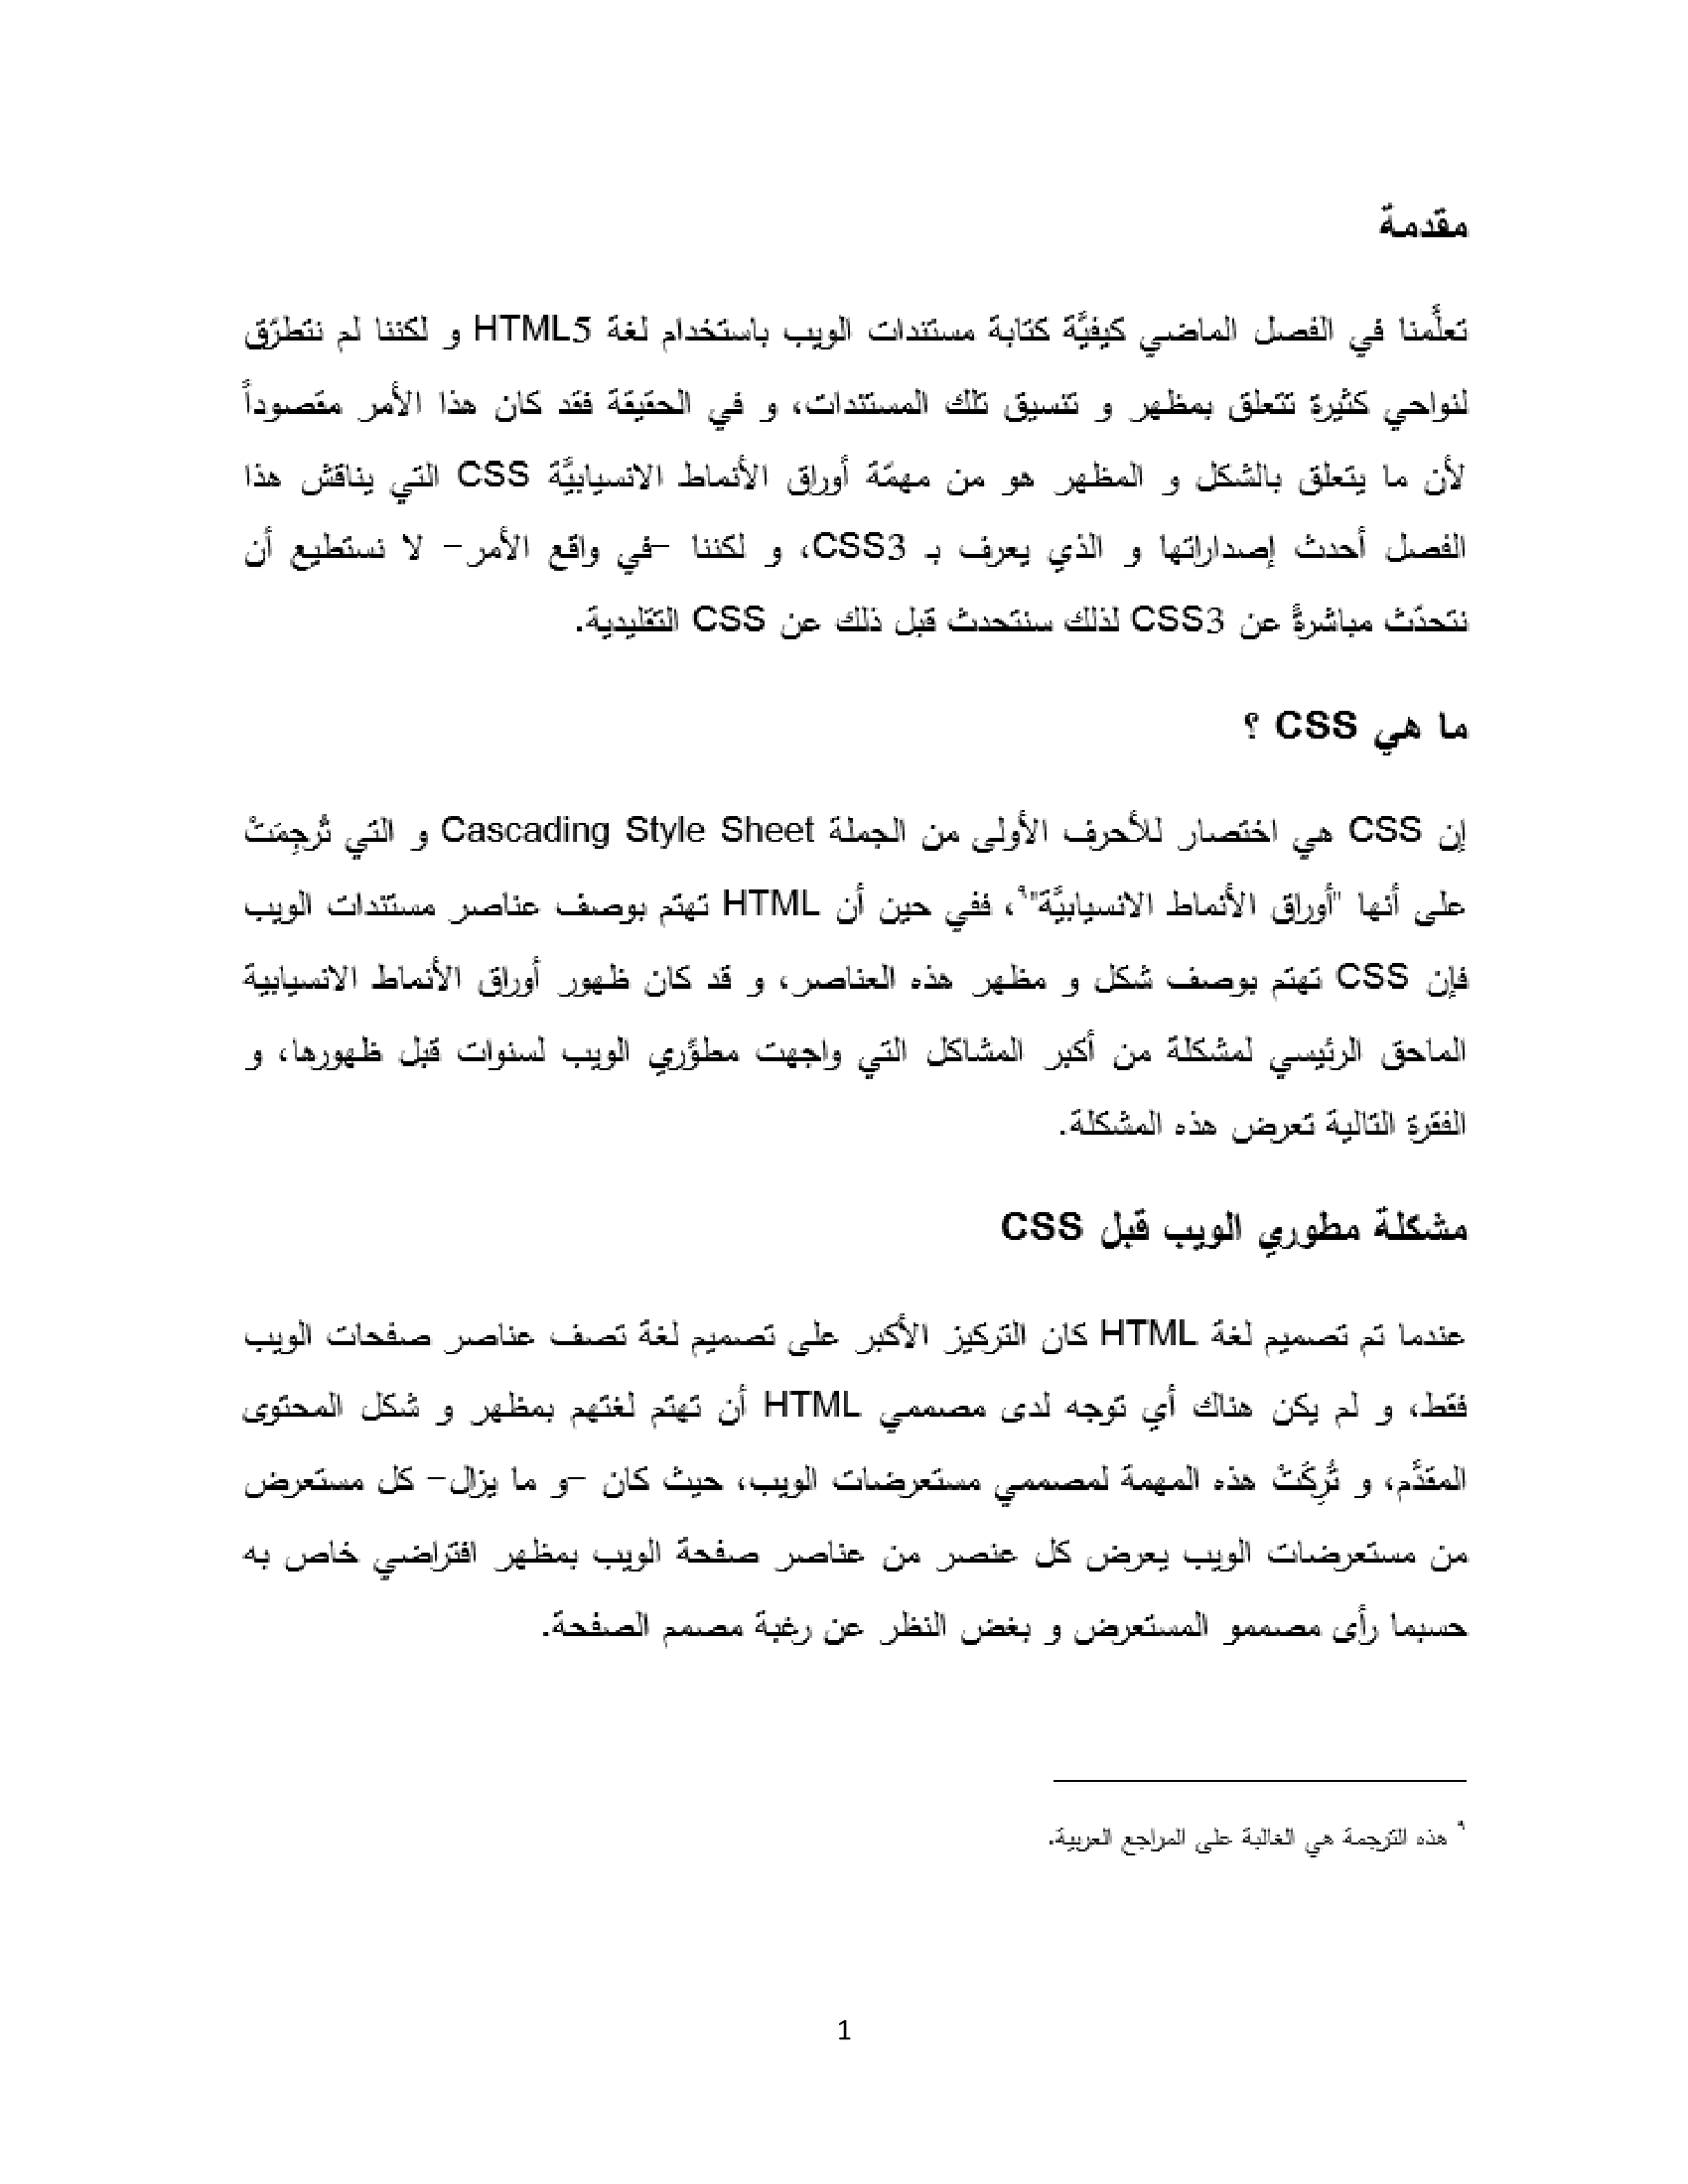 مقدمة
تعلَّمنا في الفصل الماضي كيفيَّة كتابة مستندات الويب باستخدام لغة HTML5 و لكننا لم نتطرّق
لنواحي كثيرة تتعلق بمظهر و تنسيق تلك المستندات، و في الحقيقة فقد كان هذا الأمر مقصوداً
لأن ما يتعلق بالشكل و المظهر هو من مهمّة أوراق الأنماط الانسيابيَّة CSS التي يناقش هذا
الفصل أحدث إصداراتها و الذي يعرف بـ CSS3، و لكننا –في واقع الأمر– لا نستطيع أن
نتحدّث مباشرةً عن CSS3 لذلك سنتحدث قبل ذلك عن CSS التقليدية.
ما هي CSS ؟
إن CSS هي اختصار للأحرف الأولى من الجملة Cascading Style Sheet و التي تُرجِمَتْ
على أنها "أوراق الأنماط الانسيابيَّة"٩، ففي حين أن HTML تهتم بوصف عناصر مستندات الويب
فإن CSS تهتم بوصف شكل و مظهر هذه العناصر، و قد كان ظهور أوراق الأنماط الانسيابية
الماحق الرئيسي لمشكلة من أكبر المشاكل التي واجهت مطوَّري الويب لسنوات قبل ظهورها، و
الفقرة التالية تعرض هذه المشكلة.
مشكلة مطوري الويب قبل CSS
عندما تم تصميم لغة HTML كان التركيز الأكبر على تصميم لغة تصف عناصر صفحات الويب
فقط، و لم يكن هناك أي توجه لدى مصممي HTML أن تهتم لغتهم بمظهر و شكل المحتوى
المقدَّم، و تُرِكَتْ هذه المهمة لمصممي مستعرضات الويب، حيث كان –و ما يزال– كل مستعرض
من مستعرضات الويب يعرض كل عنصر من عناصر صفحة الويب بمظهر افتراضي خاص به
حسبما رأى مصممو المستعرض و بغض النظر عن رغبة مصمم الصفحة.
٩ هذه الترجمة هي الغالبة على المراجع العربية.
1